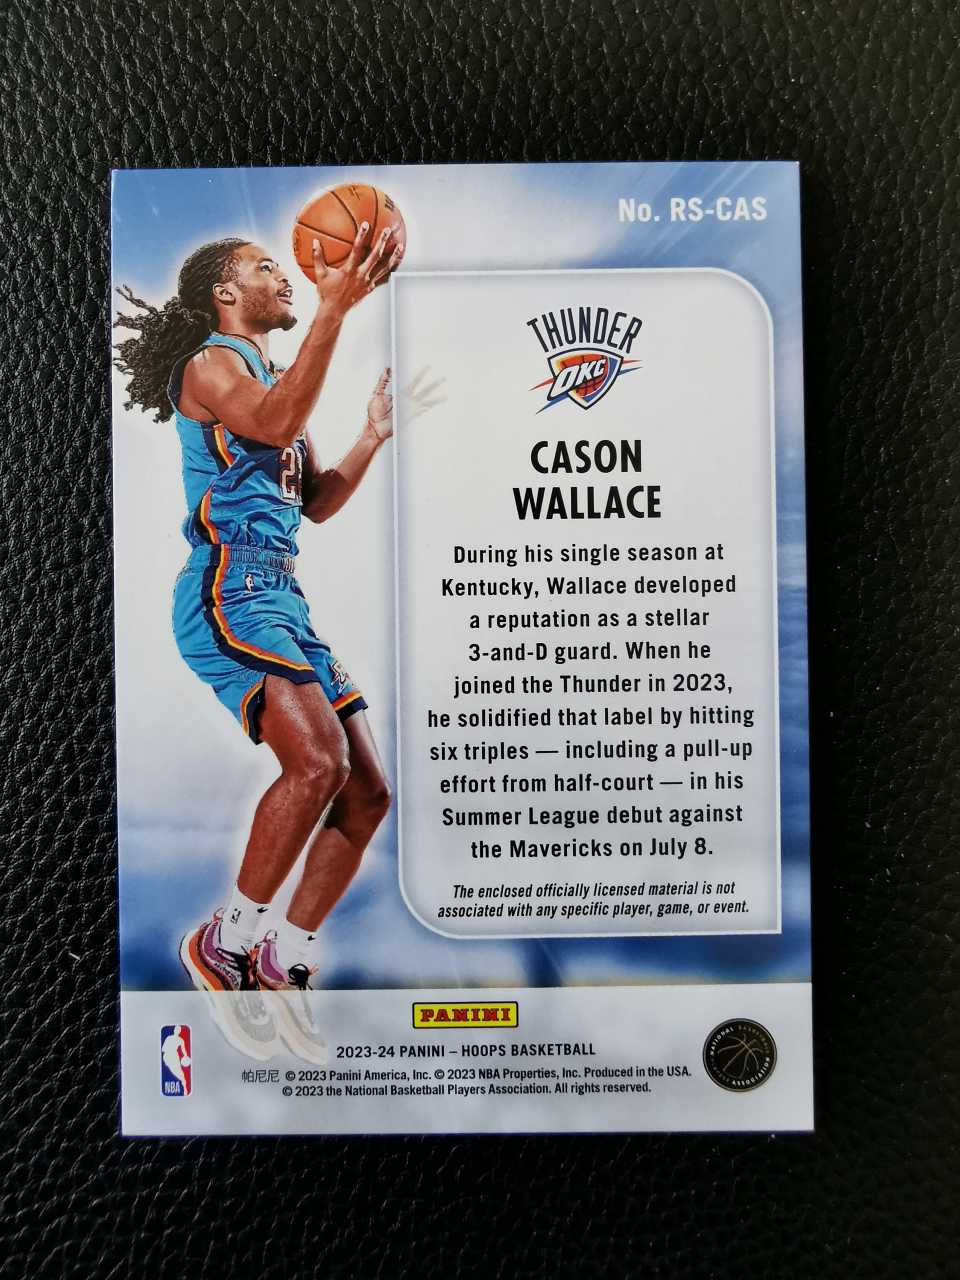 No. RS-CAS
THUNDER
OKC
CASON
WALLACE
During his single season at
Kentucky, Wallace developed
a reputation as a stellar
3-and-D guard. When he
joined the Thunder in 2023,
he solidified that label by hitting
six triples — including a pull-up
effort from half-court — in his
Summer League debut against
the Mavericks on July 8.
The enclosed officially licensed material is not
associated with any specific player, game, or event.
PANINI
2023-24 PANINI – HOOPS BASKETBALL
帕尼尼 © 2023 Panini America, Inc. © 2023 NBA Properties, Inc. Produced in the USA.
© 2023 the National Basketball Players Association. All rights reserved.
NBA
NATIONAL BASKETBALL
PLAYERS ASSOCIATION